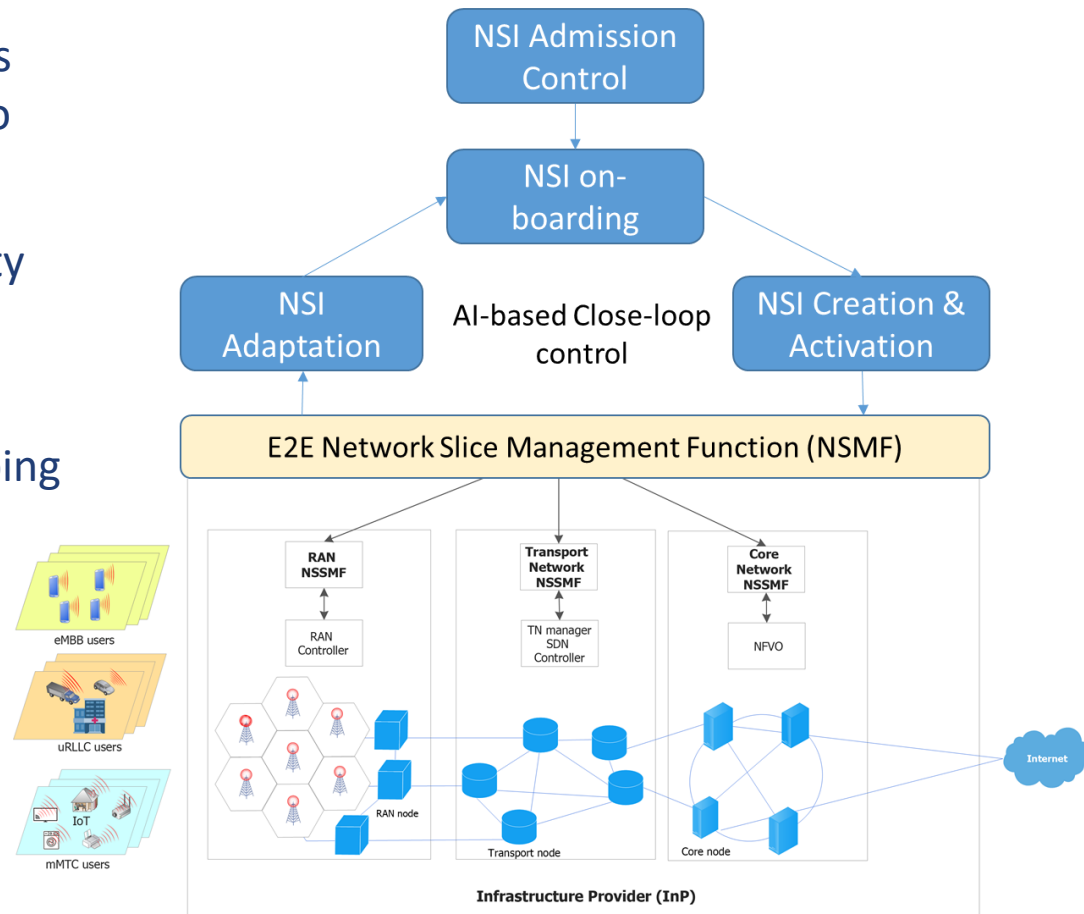 s
NSI Admission
Control
NSI on-
boarding
NSI
Adaptation
AI-based Close-loop
control
NSI Creation &
Activation
E2E Network Slice Management Function (NSMF)
ing
RAN
NSSMF
Transport
Network
NSSMF
Core
Network
NSSMF
RAN
Controller
TN manager
SDN
Controller
NFVO
eMBB users
uRLLC users
IoT
mMTC users
RAN node
Transport node
Core node
Internet
Infrastructure Provider (InP)